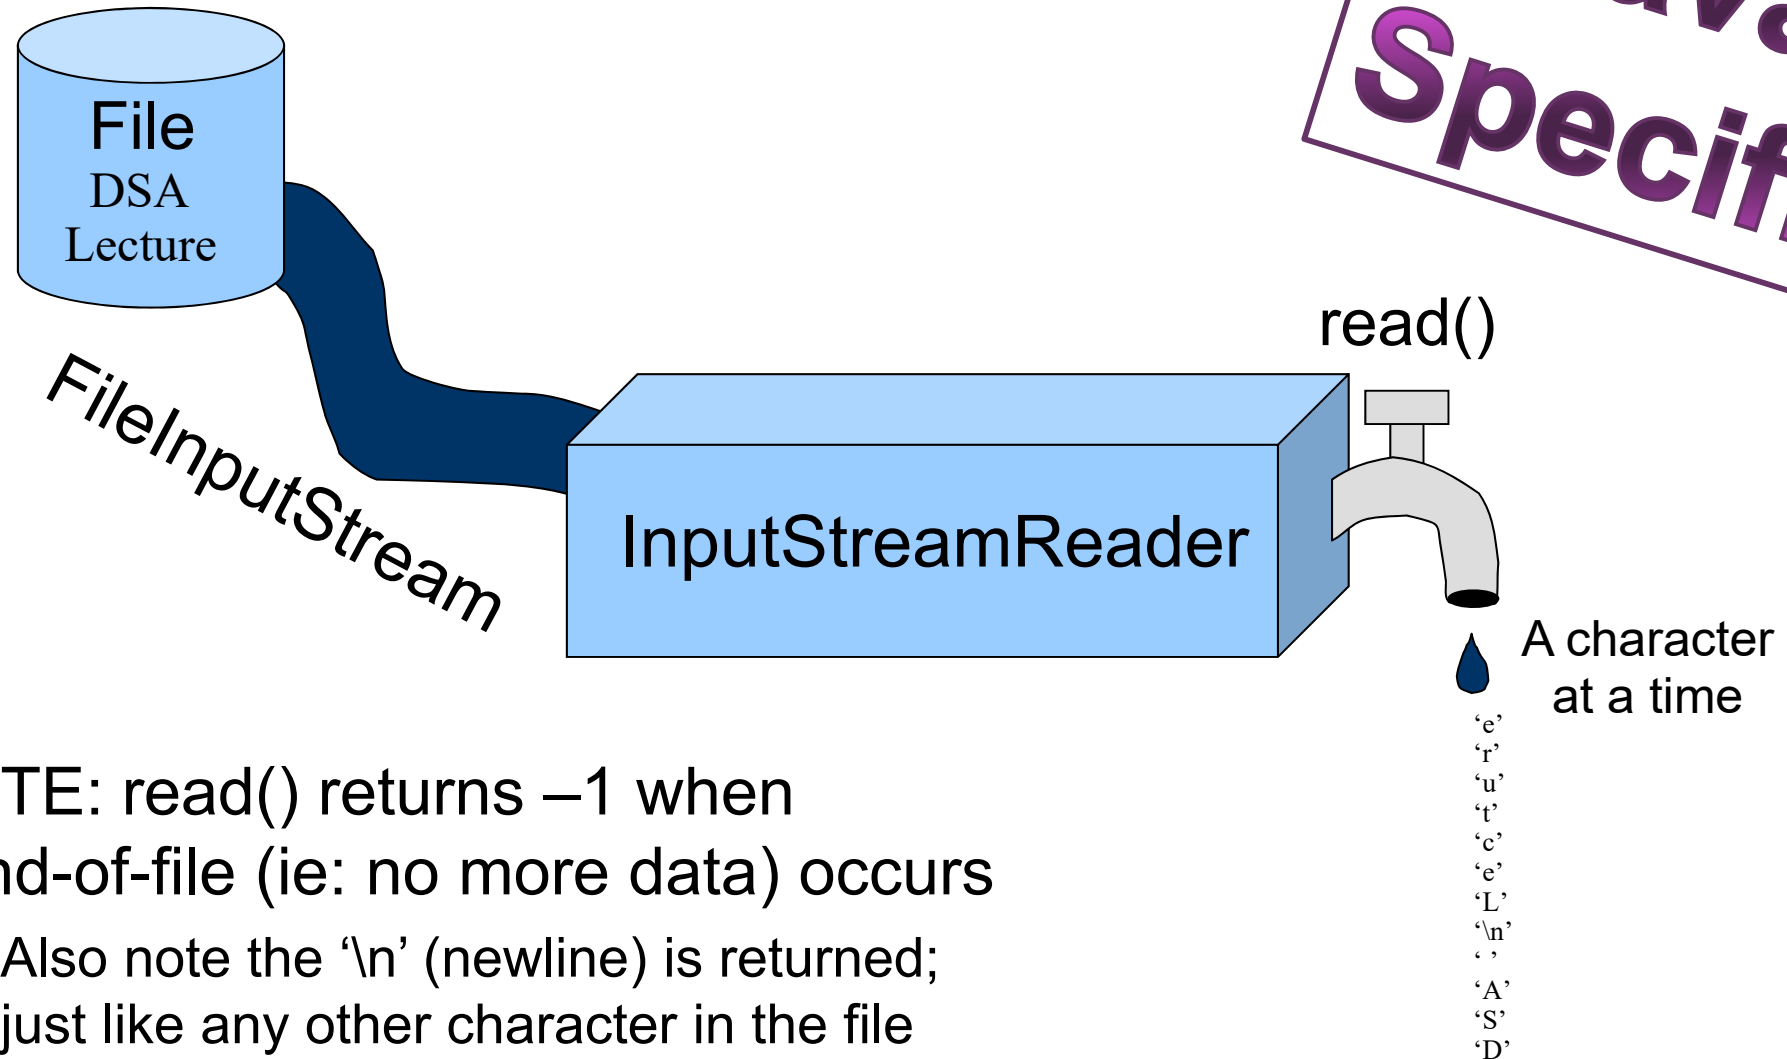 Specif
File
DSA
Lecture
read()
FileInputStream
InputStreamReader
A character
at a time
‘e’
‘r’
‘u’
‘t’
‘c’
‘e’
‘L’
‘\n’
‘ ’
‘A’
‘S’
‘D’
TE: read() returns –1 when
nd-of-file (ie: no more data) occurs
Also note the ‘\n’ (newline) is returned;
just like any other character in the file